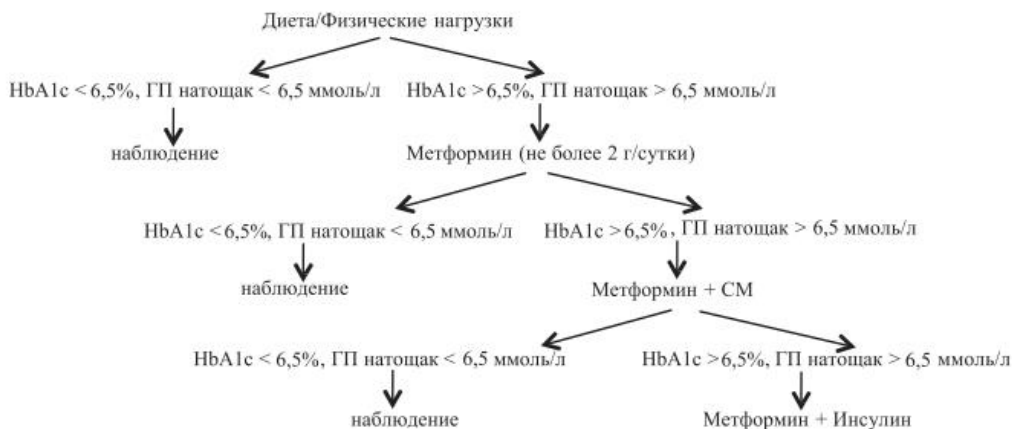 Диета/Физические нагрузки
HbA1c < 6,5%, ГП натощак < 6,5 ммоль/л
HbA1c > 6,5%, ГП натощак > 6,5 ммоль/л
наблюдение
Метформин (не более 2 г/сутки)
HbA1c < 6,5%, ГП натощак < 6,5 ммоль/л
HbA1c > 6,5%, ГП натощак > 6,5 ммоль/л
наблюдение
Метформин + СМ
HbA1c < 6,5%, ГП натощак < 6,5 ммоль/л
HbA1c > 6,5%, ГП натощак > 6,5 ммоль/л
наблюдение
Метформин + Инсулин